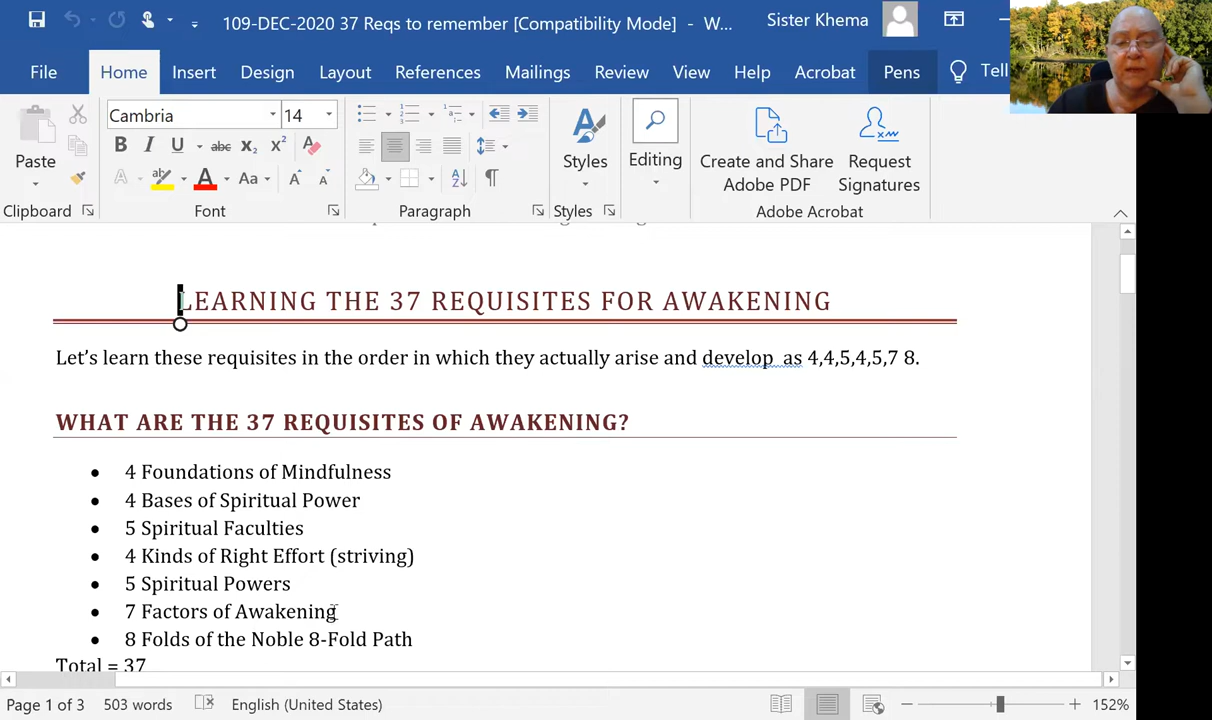 109-DEC-2020 37 Reqs to remember [Compatibility Mode] - W...
Sister Khema
File Home Insert Design Layout References Mailings Review View Help Acrobat Pens Tell
Cambria 14
B I U abc X₂ X²
A ab A Aa A A
Paste Styles Editing Create and Share Adobe PDF Request Signatures
Clipboard Font Paragraph Styles Adobe Acrobat
LEARNING THE 37 REQUISITES FOR AWAKENING
Let's learn these requisites in the order in which they actually arise and develop as 4,4,5,4,5,7 8.
WHAT ARE THE 37 REQUISITES OF AWAKENING?
• 4 Foundations of Mindfulness
• 4 Bases of Spiritual Power
• 5 Spiritual Faculties
• 4 Kinds of Right Effort (striving)
• 5 Spiritual Powers
• 7 Factors of Awakening
• 8 Folds of the Noble 8-Fold Path
Total = 37
Page 1 of 3 503 words English (United States) 152%